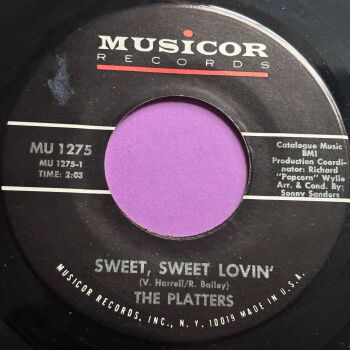 MUSICOR
RECORDS
MU 1275
MU 1275-1
TIME: 2:03
Catalogue Music
BMI
Production Coordi-
nator: Richard
"Popcorn" Wylie
Arr. & Cond. By:
Sonny Sanders
SWEET, SWEET LOVIN'
(V. Harrell/R. Bailey)
THE PLATTERS
MUSICOR RECORDS, INC., N. Y. 10019 MADE IN U.S.A.